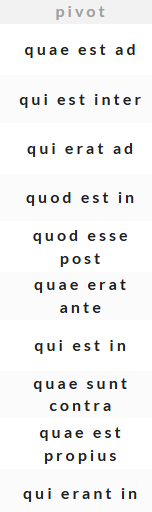 pivot
quae est ad
qui est inter
qui erat ad
quod est in
quod esse
post
quae erat
ante
qui est in
quae sunt
contra
quae est
propius
qui erant in